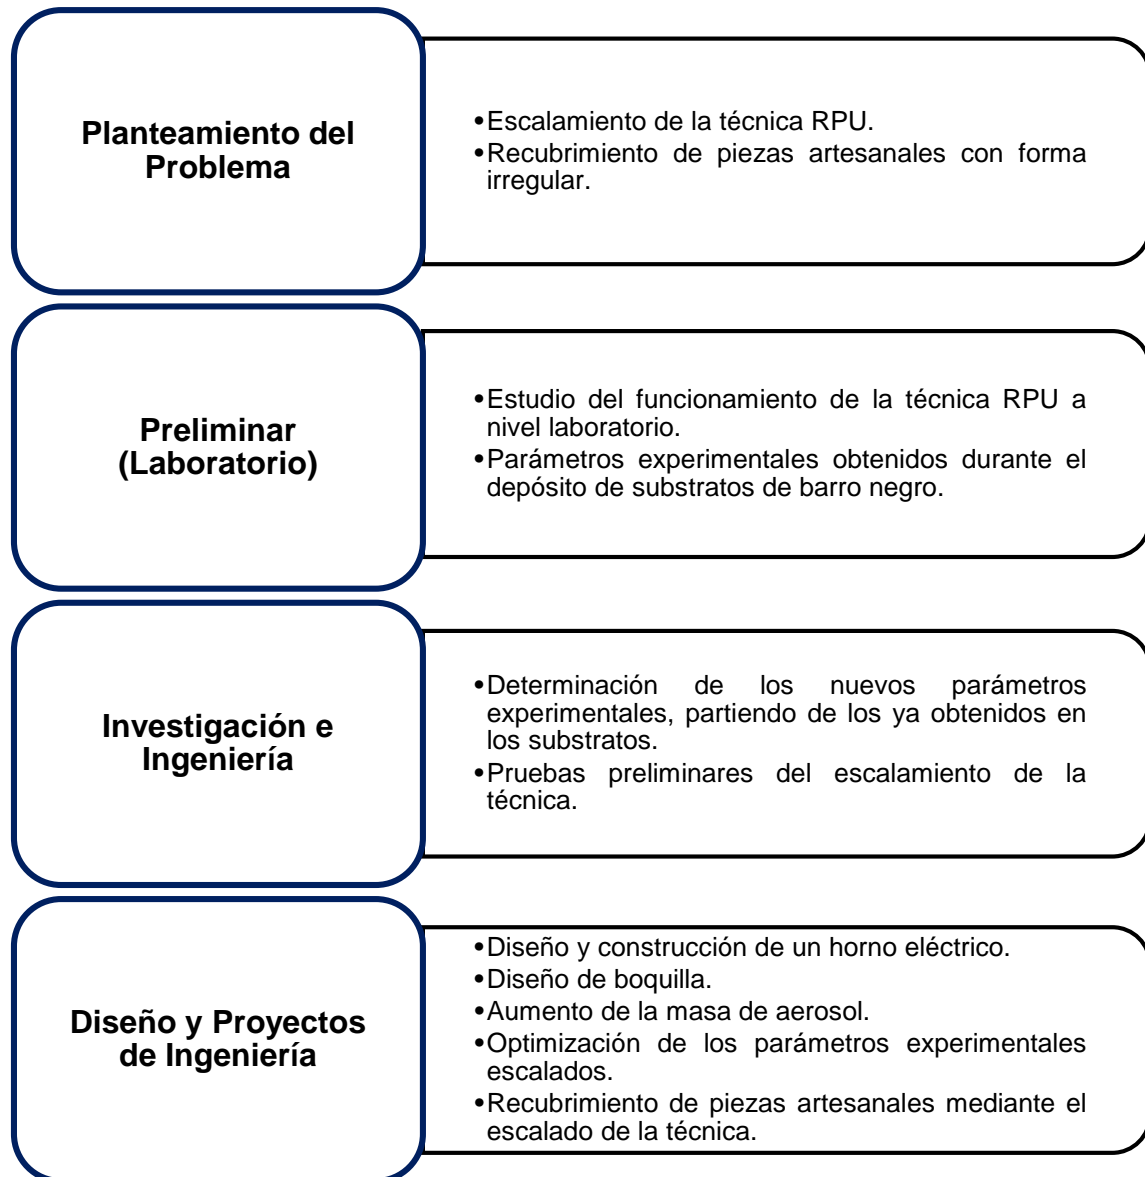 Planteamiento del
Problema
•Escalamiento de la técnica RPU.
•Recubrimiento de piezas artesanales con forma
irregular.
Preliminar
(Laboratorio)
•Estudio del funcionamiento de la técnica RPU a
nivel laboratorio.
•Parámetros experimentales obtenidos durante el
depósito de substratos de barro negro.
Investigación e
Ingeniería
•Determinación de los nuevos parámetros
experimentales, partiendo de los ya obtenidos en
los substratos.
•Pruebas preliminares del escalamiento de la
técnica.
Diseño y Proyectos
de Ingeniería
•Diseño y construcción de un horno eléctrico.
•Diseño de boquilla.
•Aumento de la masa de aerosol.
•Optimización de los parámetros experimentales
escalados.
•Recubrimiento de piezas artesanales mediante el
escalado de la técnica.